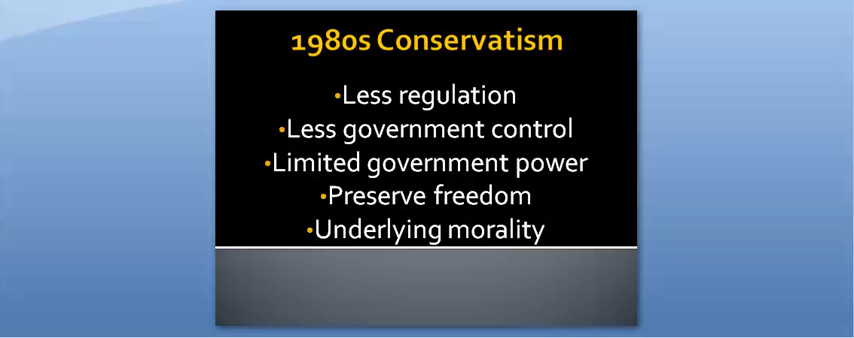 1980s Conservatism
•Less regulation
•Less government control
•Limited government power
•Preserve freedom
•Underlying morality